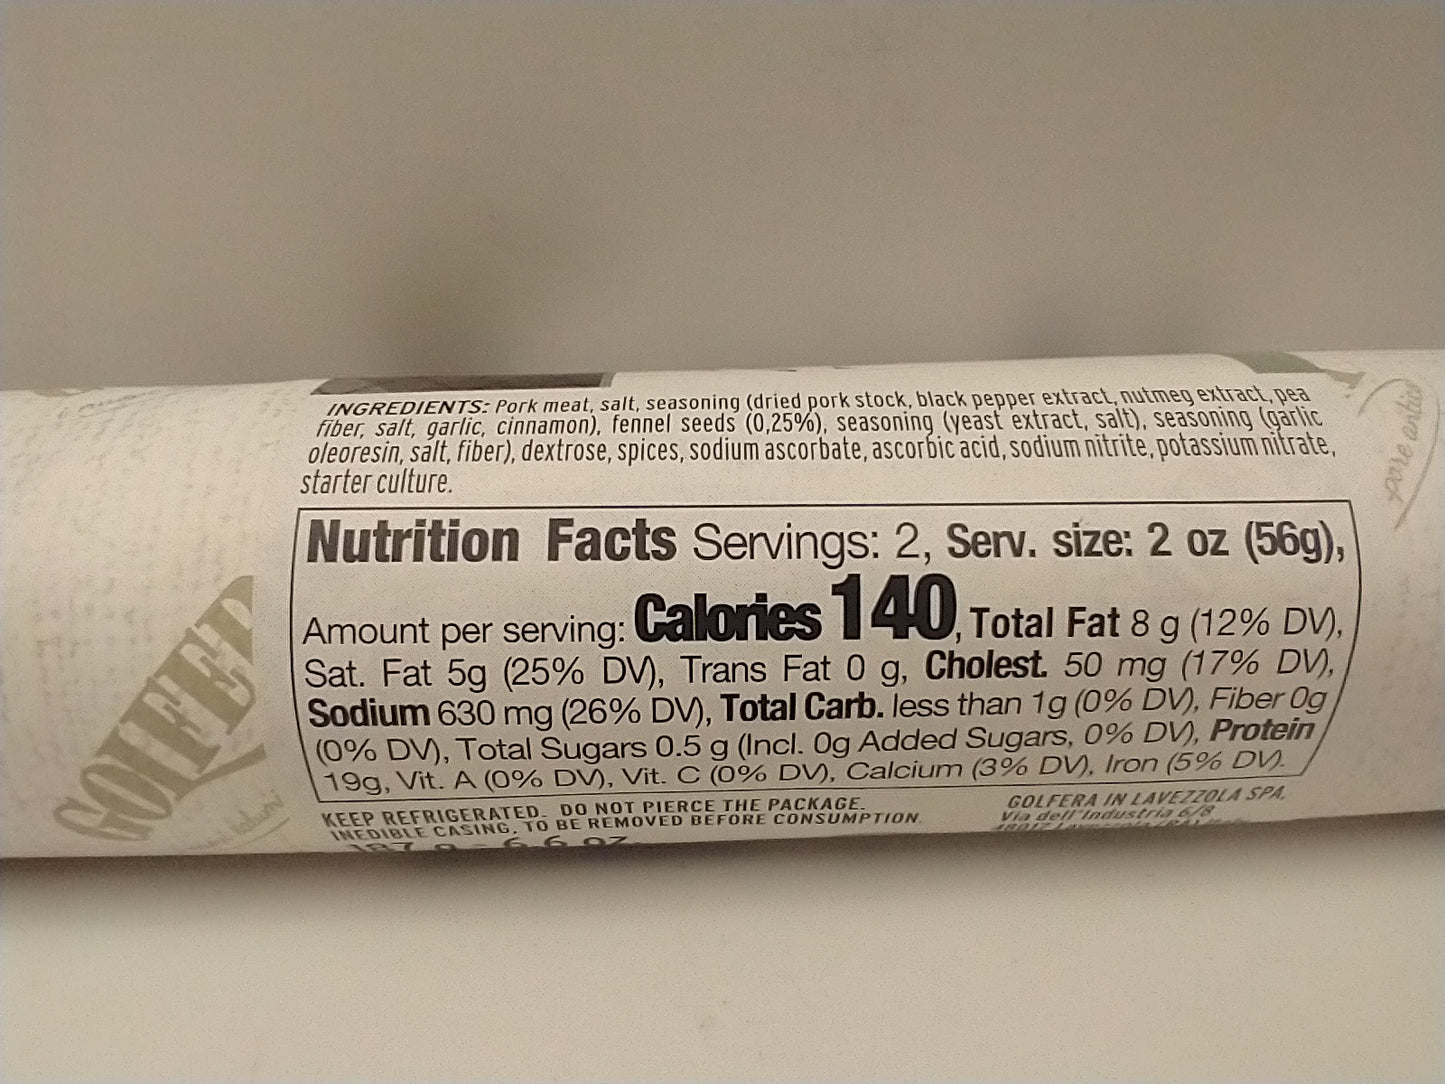 INGREDIENTS: Pork meat, salt, seasoning (dried pork stock, black pepper extract, nutmeg extract, pea
fiber, salt, garlic, cinnamon), fennel seeds (0,25%), seasoning (yeast extract, salt), seasoning (garlic
oleoresin, salt, fiber), dextrose, spices, sodium ascorbate, ascorbic acid, sodium nitrite, potassium nitrate,
starter culture.
Nutrition Facts Servings: 2, Serv. size: 2 oz (56g),
Amount per serving: Calories 140, Total Fat 8 g (12% DV),
Sat. Fat 5g (25% DV), Trans Fat 0 g, Cholest. 50 mg (17% DV),
Sodium 630 mg (26% DV), Total Carb. less than 1g (0% DV), Fiber 0g
(0% DV), Total Sugars 0.5 g (Incl. 0g Added Sugars, 0% DV), Protein
19g, Vit. A (0% DV), Vit. C (0% DV), Calcium (3% DV), Iron (5% DV).
KEEP REFRIGERATED. DO NOT PIERCE THE PACKAGE.
INEDIBLE CASING, TO BE REMOVED BEFORE CONSUMPTION.
GOLFERA IN LAVEZZOLA SPA,
Via dell'Industria 6/8